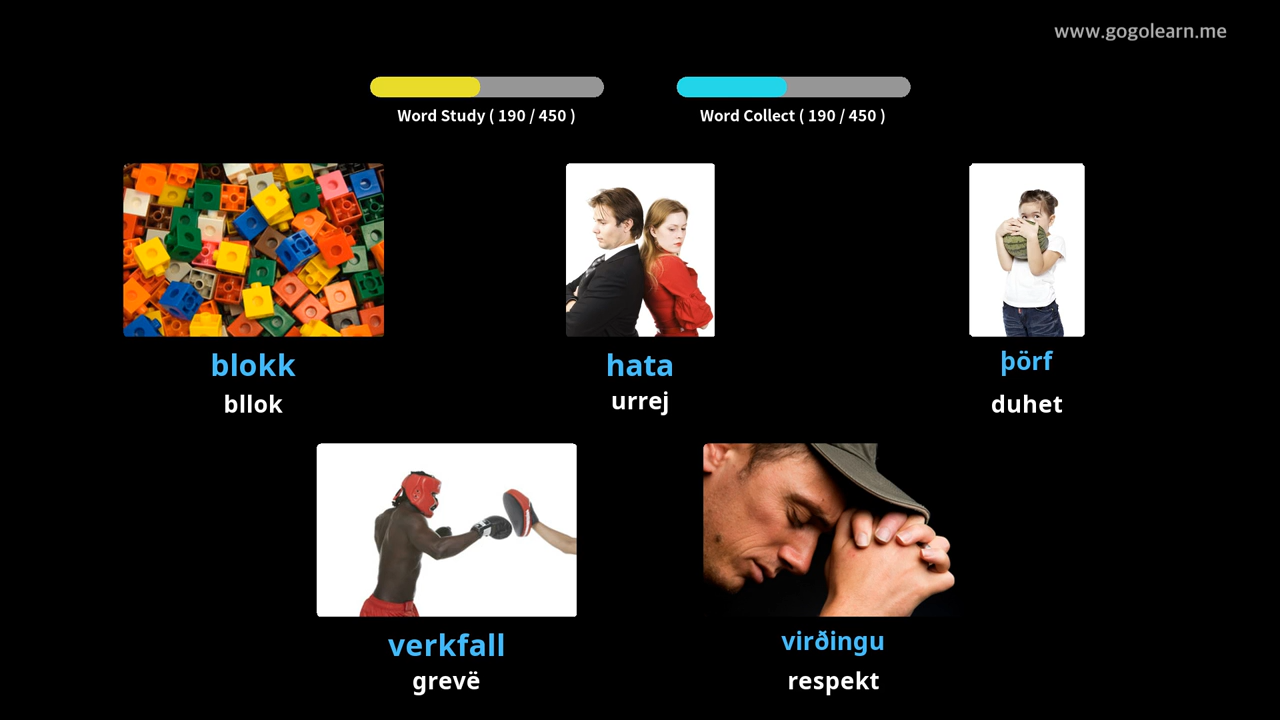 www.gogolearn.me
Word Study ( 190 / 450 )
Word Collect ( 190 / 450 )
blokk
bllok
hata
urrej
þörf
duhet
verkfall
grevë
virðingu
respekt